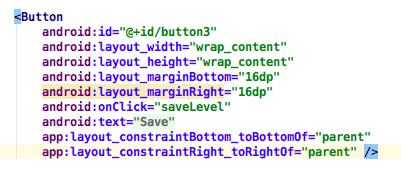 <Button
android:id="@+id/button3"
android:layout_width="wrap_content"
android:layout_height="wrap_content"
android:layout_marginBottom="16dp"
android:layout_marginRight="16dp"
android:onClick="saveLevel"
android:text="Save"
app:layout_constraintBottom_toBottomOf="parent"
app:layout_constraintRight_toRightOf="parent" />